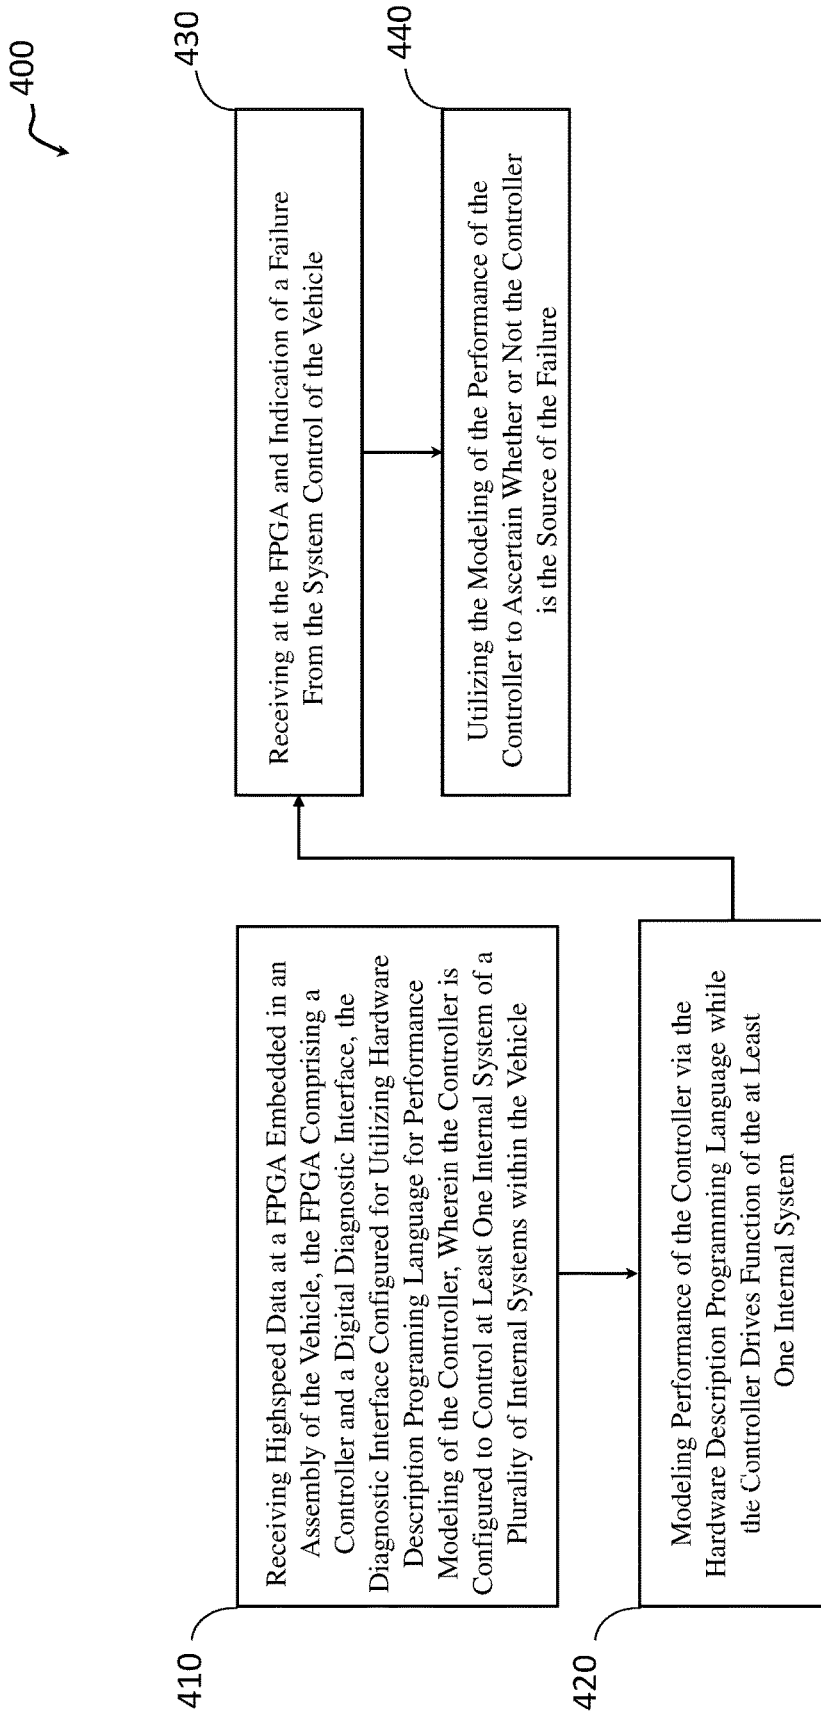 400
410
Receiving Highspeed Data at a FPGA Embedded in an
Assembly of the Vehicle, the FPGA Comprising a
Controller and a Digital Diagnostic Interface, the
Diagnostic Interface Configured for Utilizing Hardware
Description Programing Language for Performance
Modeling of the Controller, Wherein the Controller is
Configured to Control at Least One Internal System of a
Plurality of Internal Systems within the Vehicle
420
Modeling Performance of the Controller via the
Hardware Description Programming Language while
the Controller Drives Function of the at Least
One Internal System
430
Receiving at the FPGA and Indication of a Failure
From the System Control of the Vehicle
440
Utilizing the Modeling of the Performance of the
Controller to Ascertain Whether or Not the Controller
is the Source of the Failure